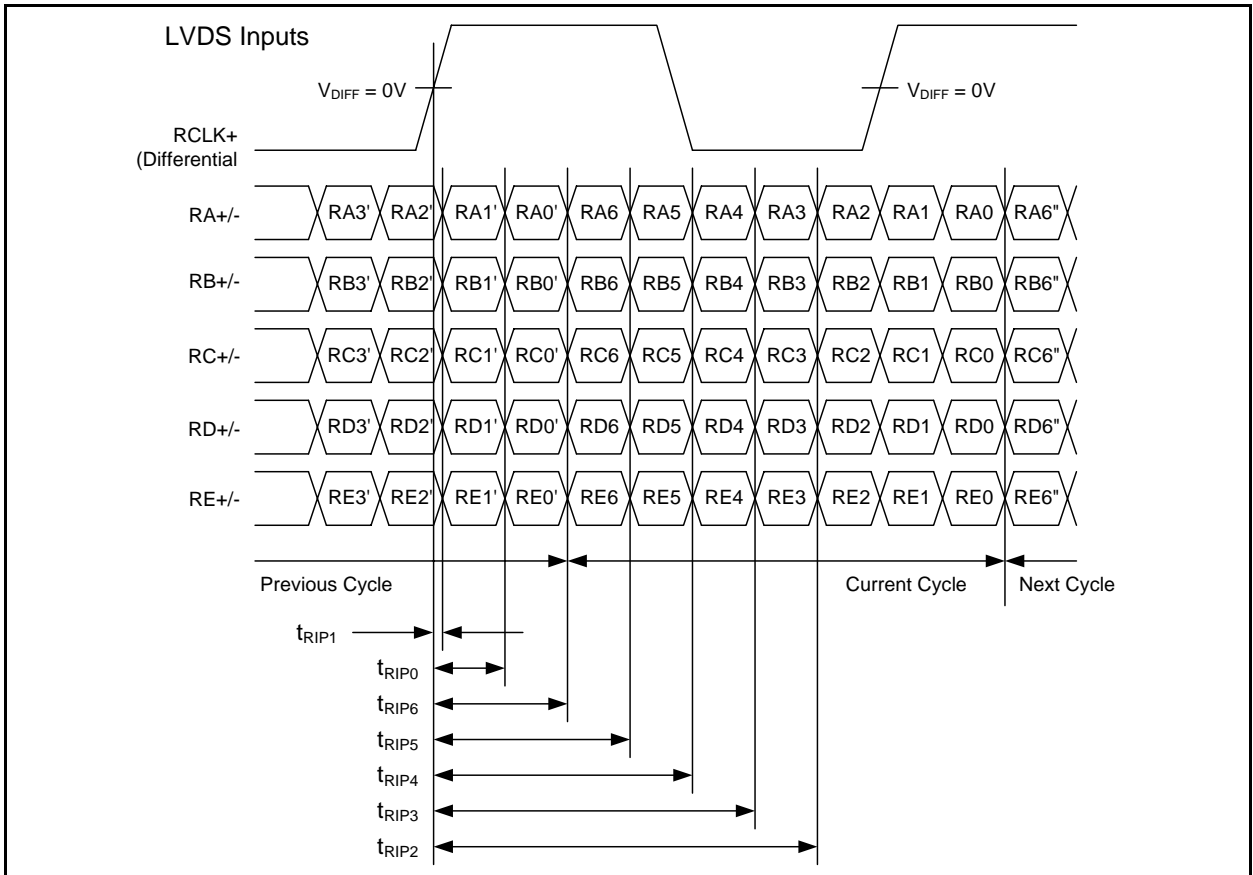 LVDS Inputs
VDIFF = 0V
VDIFF = 0V
RCLK+
(Differential
RA+/- RA3' RA2' RA1' RA0' RA6 RA5 RA4 RA3 RA2 RA1 RA0 RA6"
RB+/- RB3' RB2' RB1' RB0' RB6 RB5 RB4 RB3 RB2 RB1 RB0 RB6"
RC+/- RC3' RC2' RC1' RC0' RC6 RC5 RC4 RC3 RC2 RC1 RC0 RC6"
RD+/- RD3' RD2' RD1' RD0' RD6 RD5 RD4 RD3 RD2 RD1 RD0 RD6"
RE+/- RE3' RE2' RE1' RE0' RE6 RE5 RE4 RE3 RE2 RE1 RE0 RE6"
Previous Cycle Current Cycle Next Cycle
tRIP1
tRIP0
tRIP6
tRIP5
tRIP4
tRIP3
tRIP2